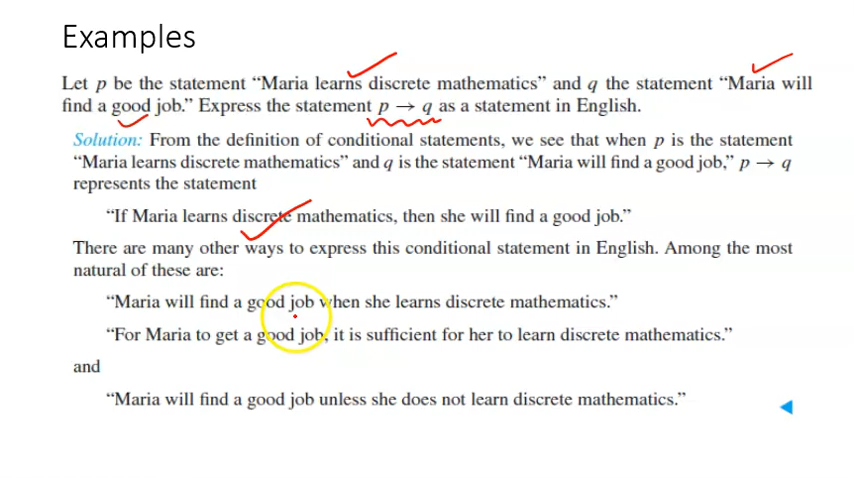 Examples
Let p be the statement “Maria learns discrete mathematics” and q the statement “Maria will
find a good job.” Express the statement p → q as a statement in English.
Solution: From the definition of conditional statements, we see that when p is the statement
“Maria learns discrete mathematics” and q is the statement “Maria will find a good job,” p → q
represents the statement
“If Maria learns discrete mathematics, then she will find a good job.”
There are many other ways to express this conditional statement in English. Among the most
natural of these are:
“Maria will find a good job when she learns discrete mathematics.”
“For Maria to get a good job, it is sufficient for her to learn discrete mathematics.”
and
“Maria will find a good job unless she does not learn discrete mathematics.”